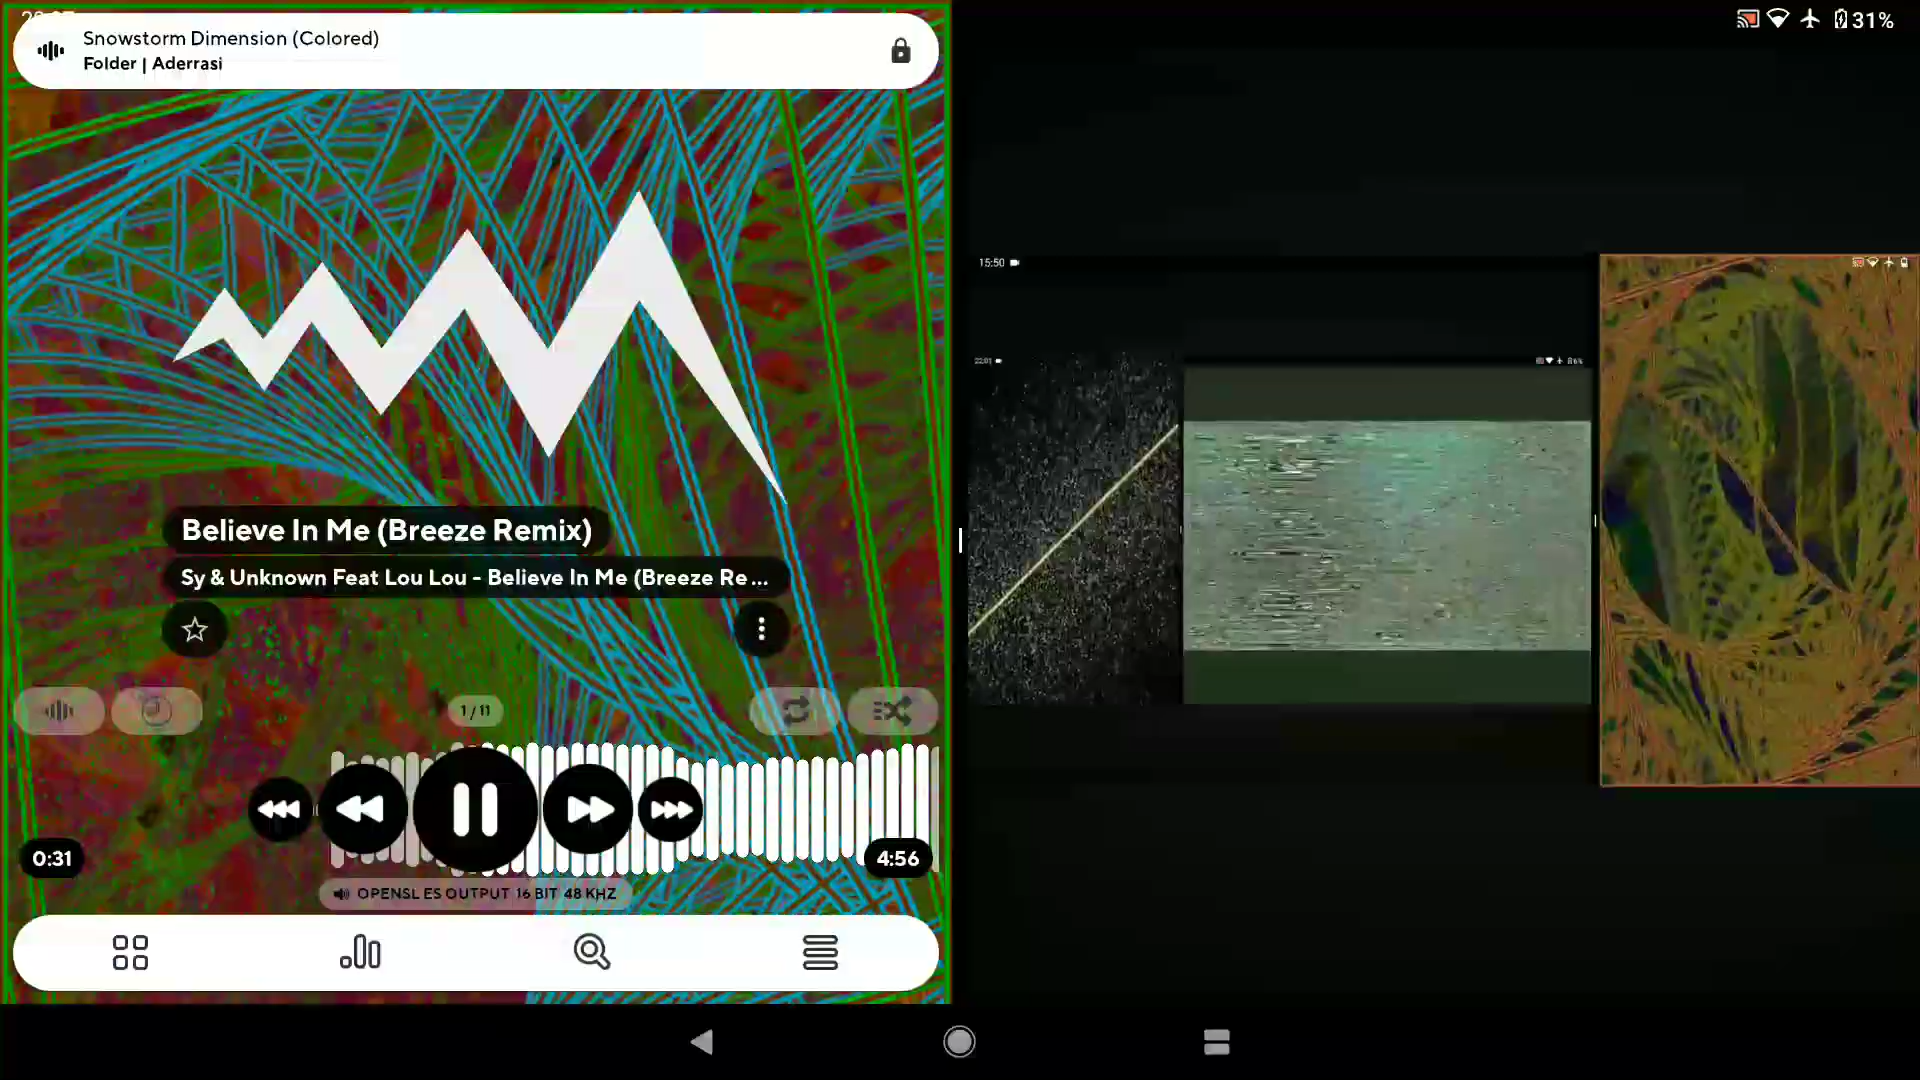 Snowstorm Dimension (Colored)
Folder | Aderrasi
31%
15:50
Believe In Me (Breeze Remix)
Sy & Unknown Feat Lou Lou - Believe In Me (Breeze Re...
1 / 11
0:31
4:56
OPENSL ES OUTPUT 16 BIT 48 KHZ